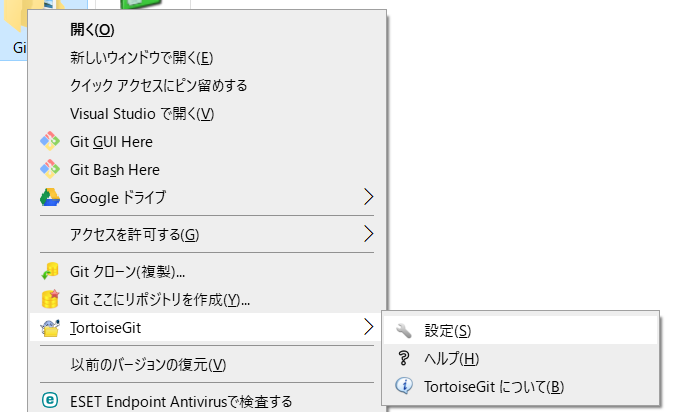 Gi
開く(O)
新しいウィンドウで開く(E)
クイック アクセスにピン留めする
Visual Studio で開く(V)
Git GUI Here
Git Bash Here
Google ドライブ
アクセスを許可する(G)
Git クローン(複製)...
Git ここにリポジトリを作成(Y)...
TortoiseGit
設定(S)
ヘルプ(H)
以前のバージョンの復元(V)
TortoiseGit について(B)
ESET Endpoint Antivirusで検査する